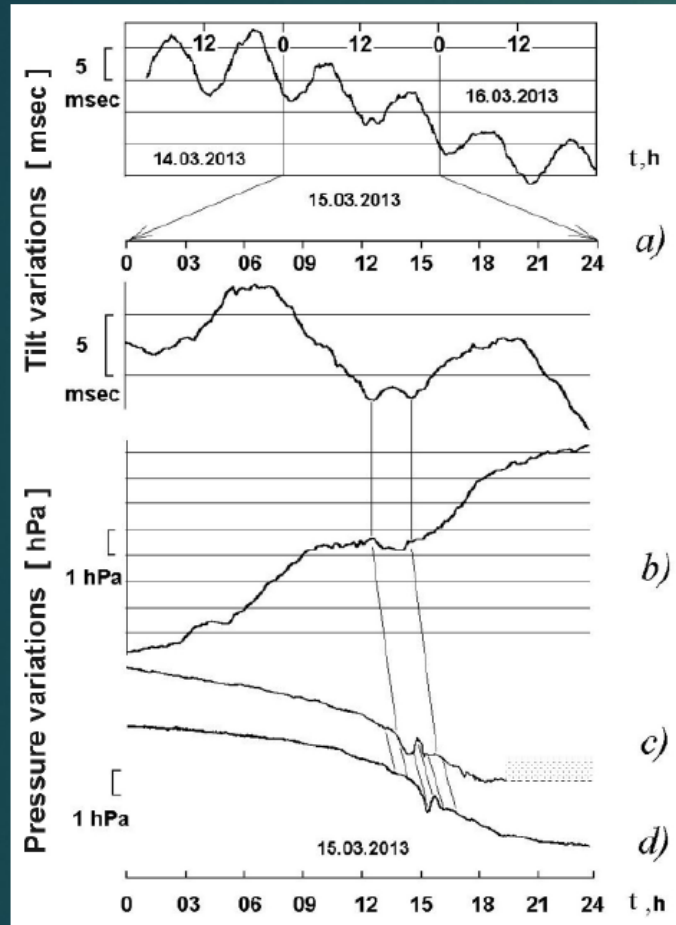 Tilt variations [ msec]
Pressure variations [ hPa]
12 0 12 0 12
5
msec
16.03.2013
14.03.2013
t,h
15.03.2013
a)
0 03 06 09 12 15 18 21 24
5
msec
1 hPa
b)
c)
1 hPa
d)
15.03.2013
0 03 06 09 12 15 18 21 24 t,h